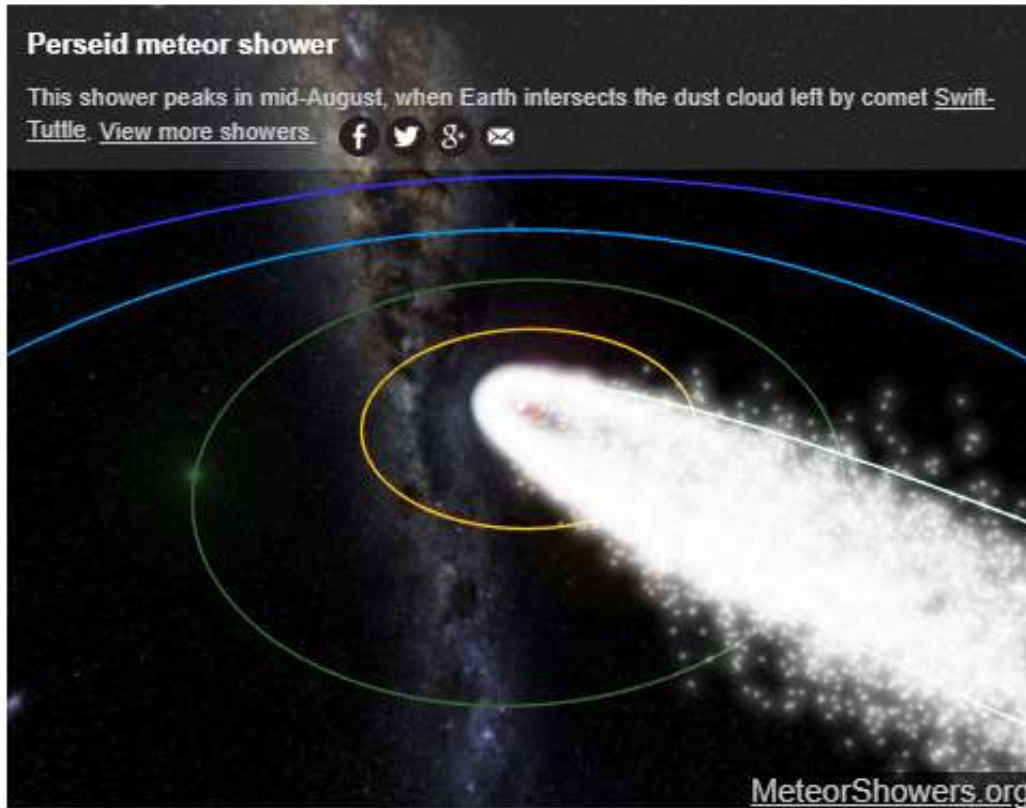 Perseid meteor shower
This shower peaks in mid-August, when Earth intersects the dust cloud left by comet Swift-
Tuttle. View more showers. f g+
MeteorShowers.org